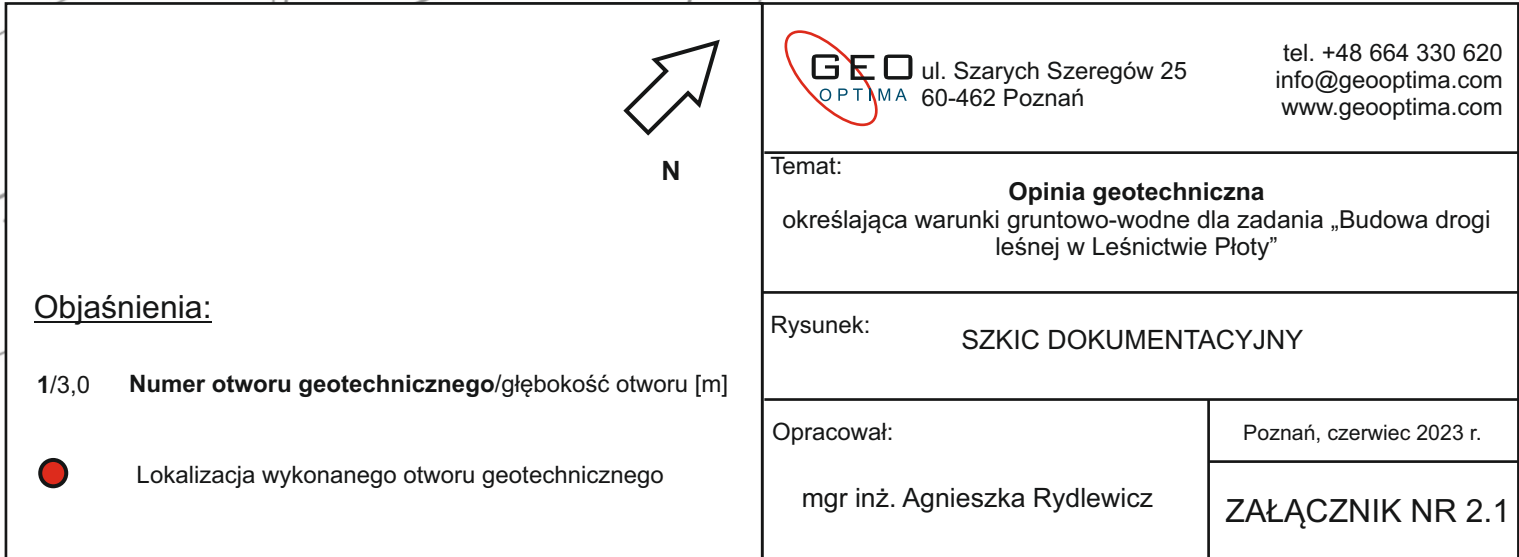 N
Objaśnienia:
1/3,0 Numer otworu geotechnicznego/głębokość otworu [m]
Lokalizacja wykonanego otworu geotechnicznego
GEO
OPTIMA
ul. Szarych Szeregów 25
60-462 Poznań
tel. +48 664 330 620
info@geooptima.com
www.geooptima.com
Temat:
Opinia geotechniczna
określająca warunki gruntowo-wodne dla zadania „Budowa drogi
leśnej w Leśnictwie Płoty”
Rysunek:
SZKIC DOKUMENTACYJNY
Opracował:
mgr inż. Agnieszka Rydlewicz
Poznań, czerwiec 2023 r.
ZAŁĄCZNIK NR 2.1